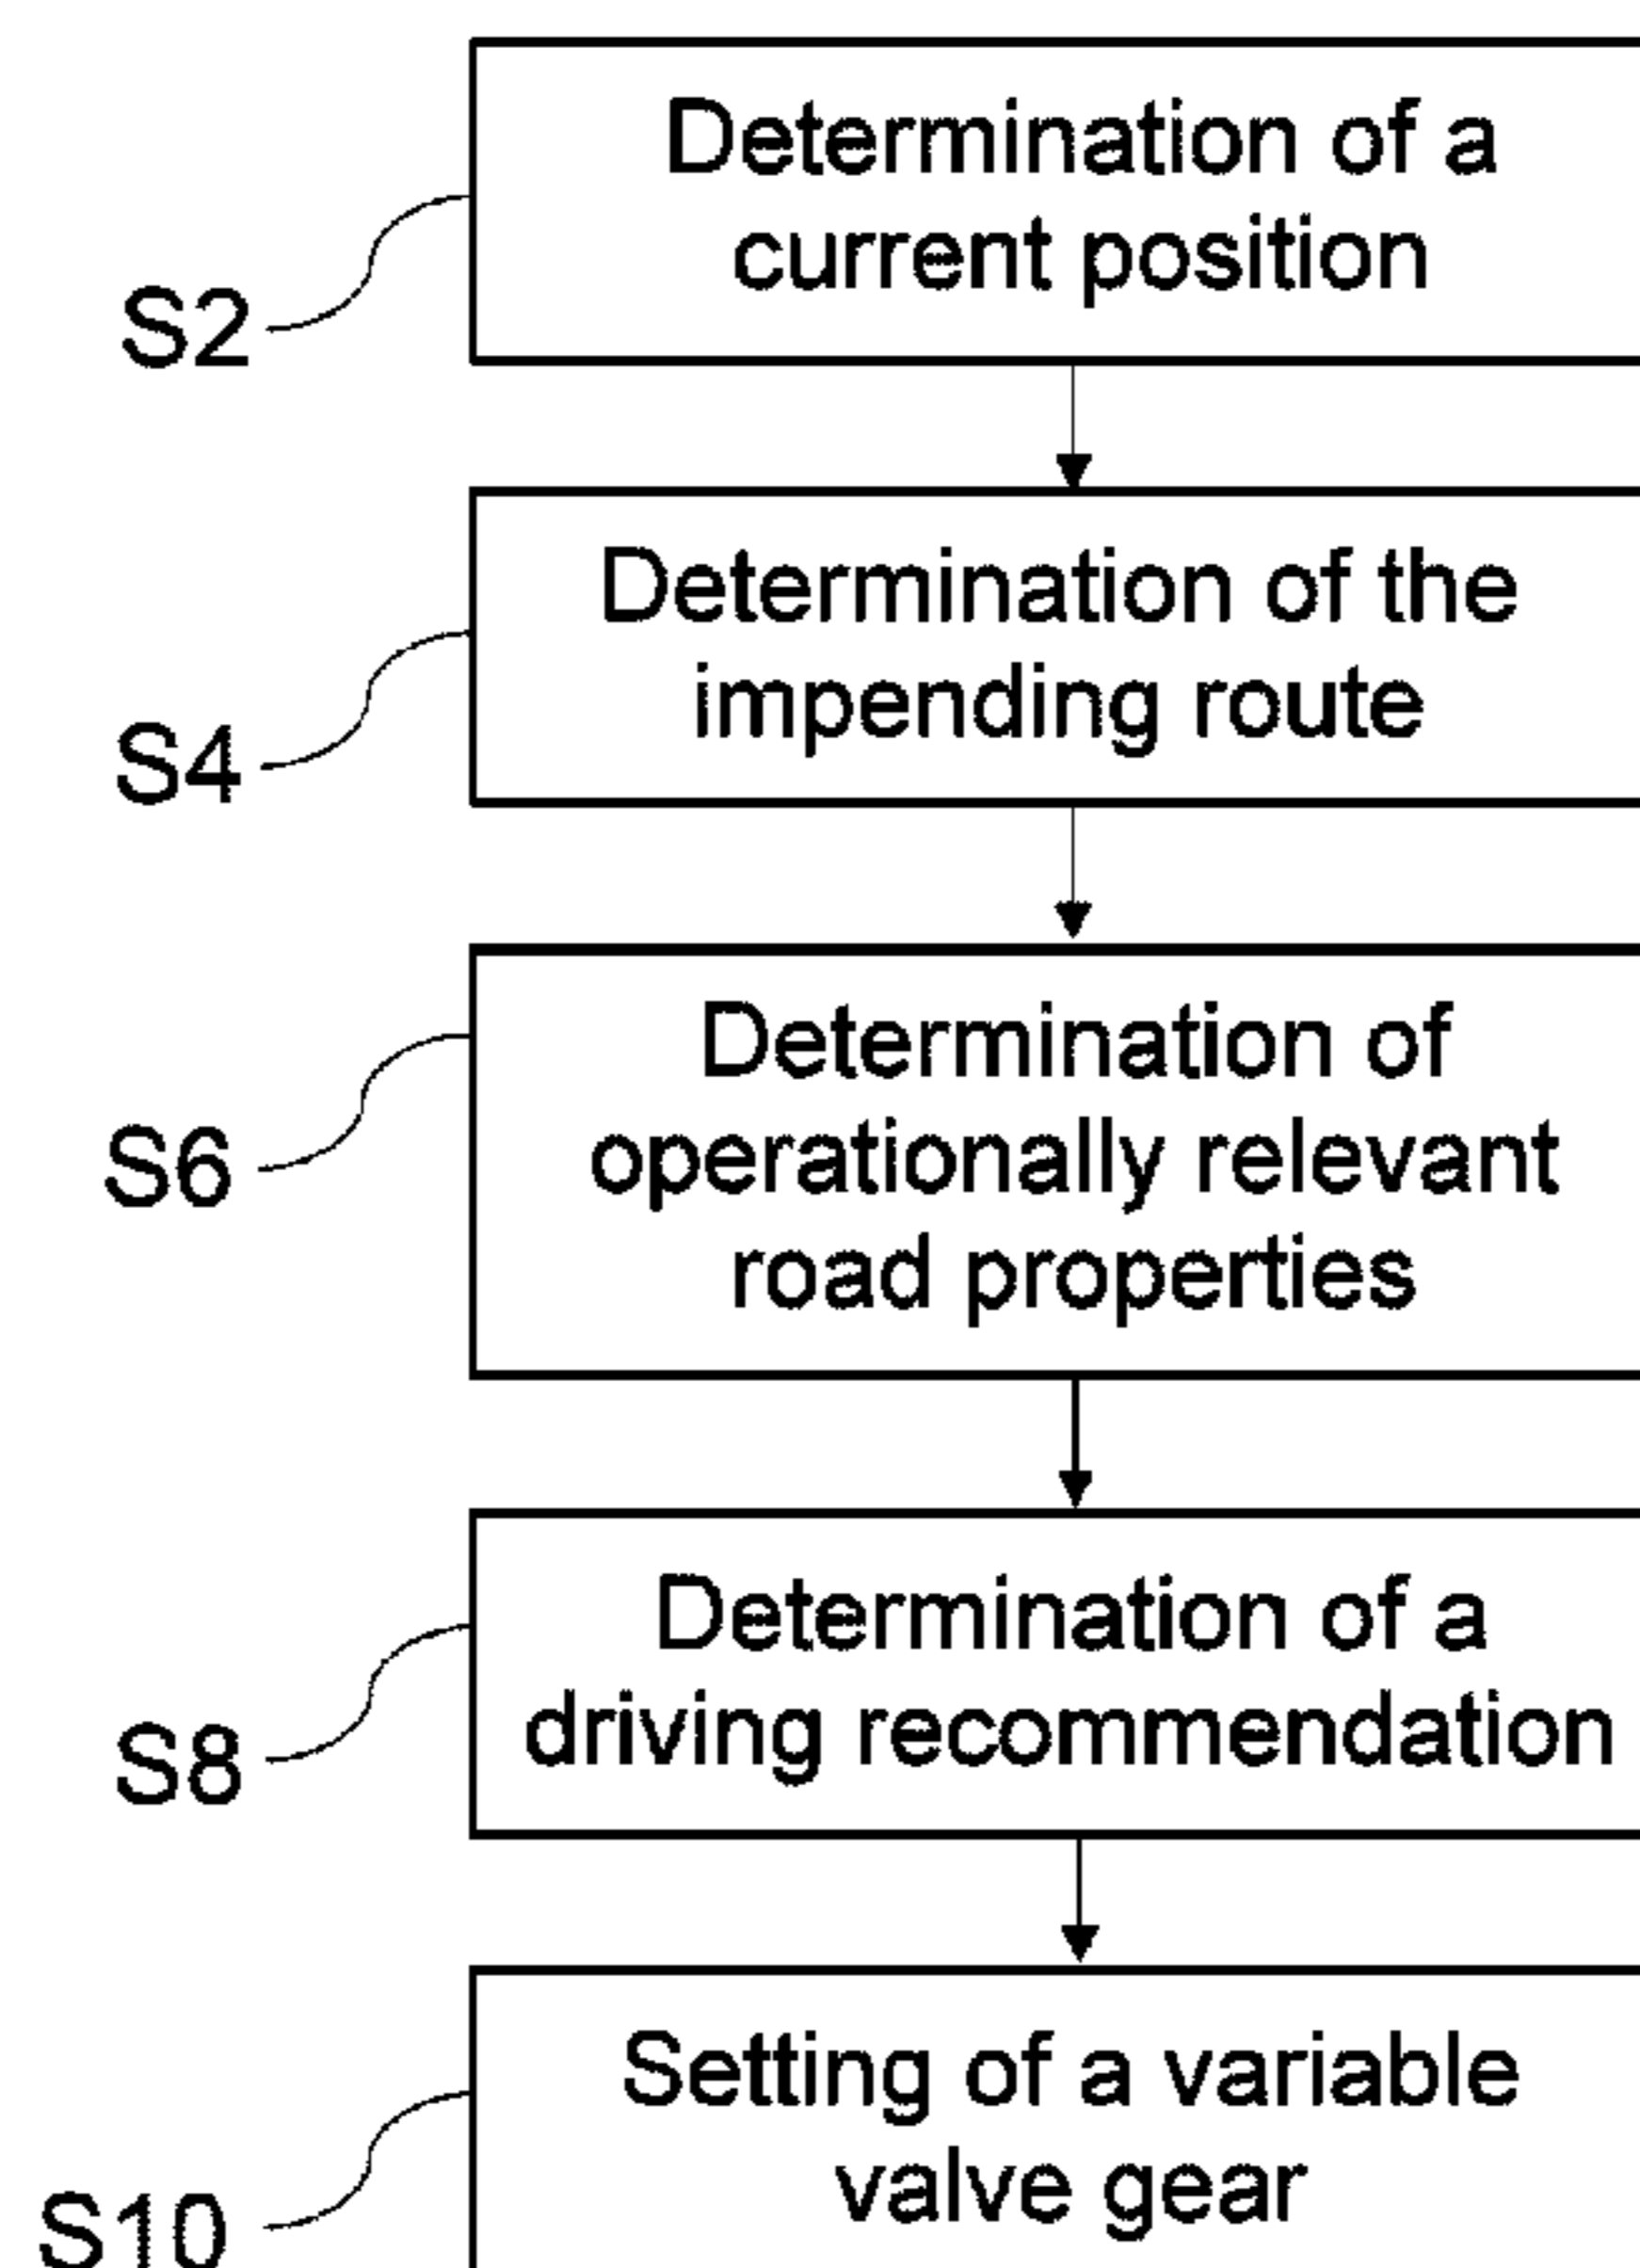 Determination of a
current position
S2
Determination of the
impending route
S4
Determination of
operationally relevant
road properties
S6
Determination of a
driving recommendation
S8
Setting of a variable
valve gear
S10